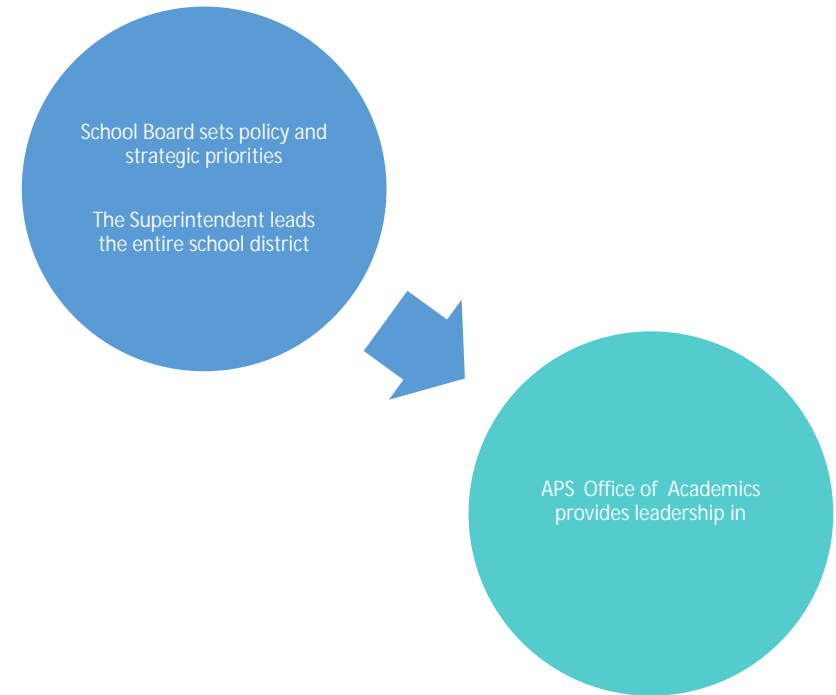 School Board sets policy and
strategic priorities
The Superintendent leads
the entire school district
APS Office of Academics
provides leadership in